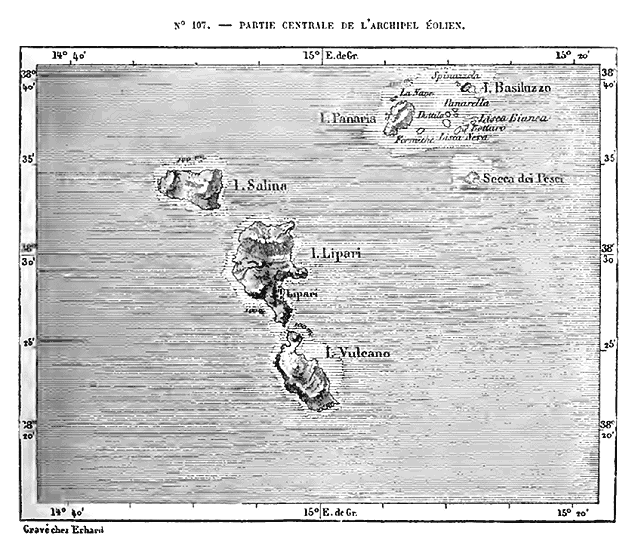 N° 107. — PARTIE CENTRALE DE L'ARCHIPEL ÉOLIEN.
14° 40' 15° E. de Gr. 15° 20'
38° 40' 38° 40'
Spinazzola
I. Basiluzzo
La Nave
Panarella
I. Panaria
Dattilo
Lisca Bianca
Bottaro
Formiche Lisca Nera
35' 35'
100 m.
I. Salina
Secca dei Pesci
38° 30' 38° 30'
I. Lipari
Lipari
25' 25'
I. Vulcano
38° 20' 38° 20'
14° 40' 15° E. de Gr. 15° 20'
Gravé chez Erhard